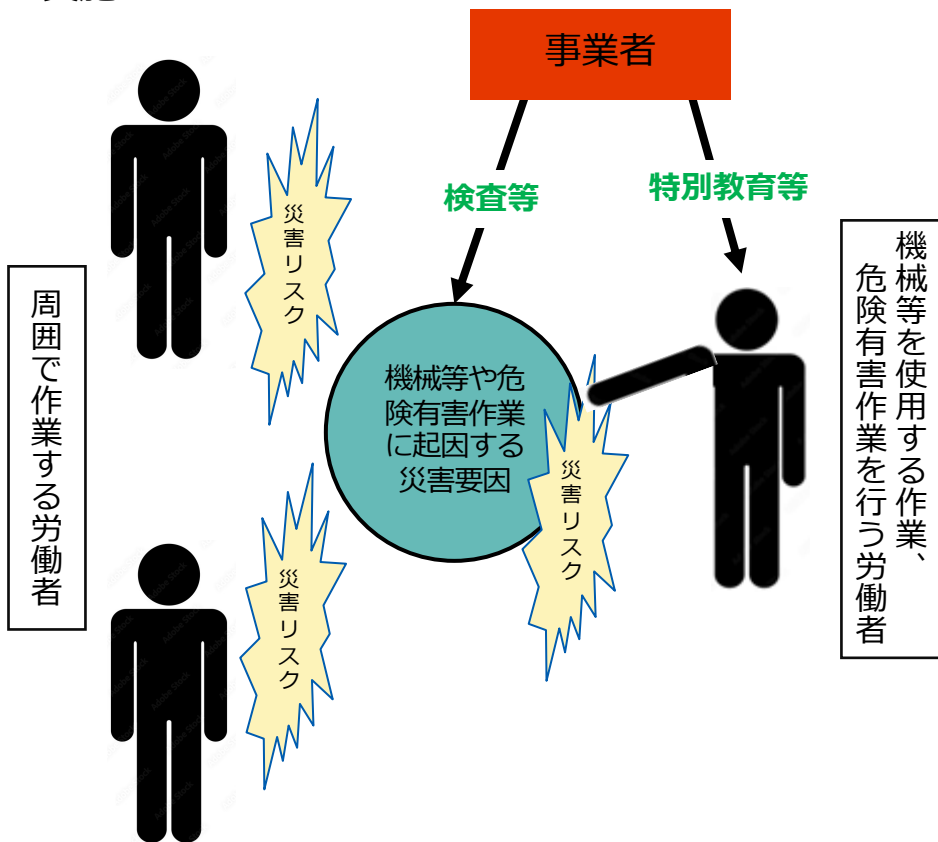 事業者
検査等
特別教育等
災害リスク
機械等を使用する作業、
危険有害作業を行う労働者
周囲で作業する労働者
機械等や危
険有害作業
に起因する
災害要因
災害リスク
災害リスク